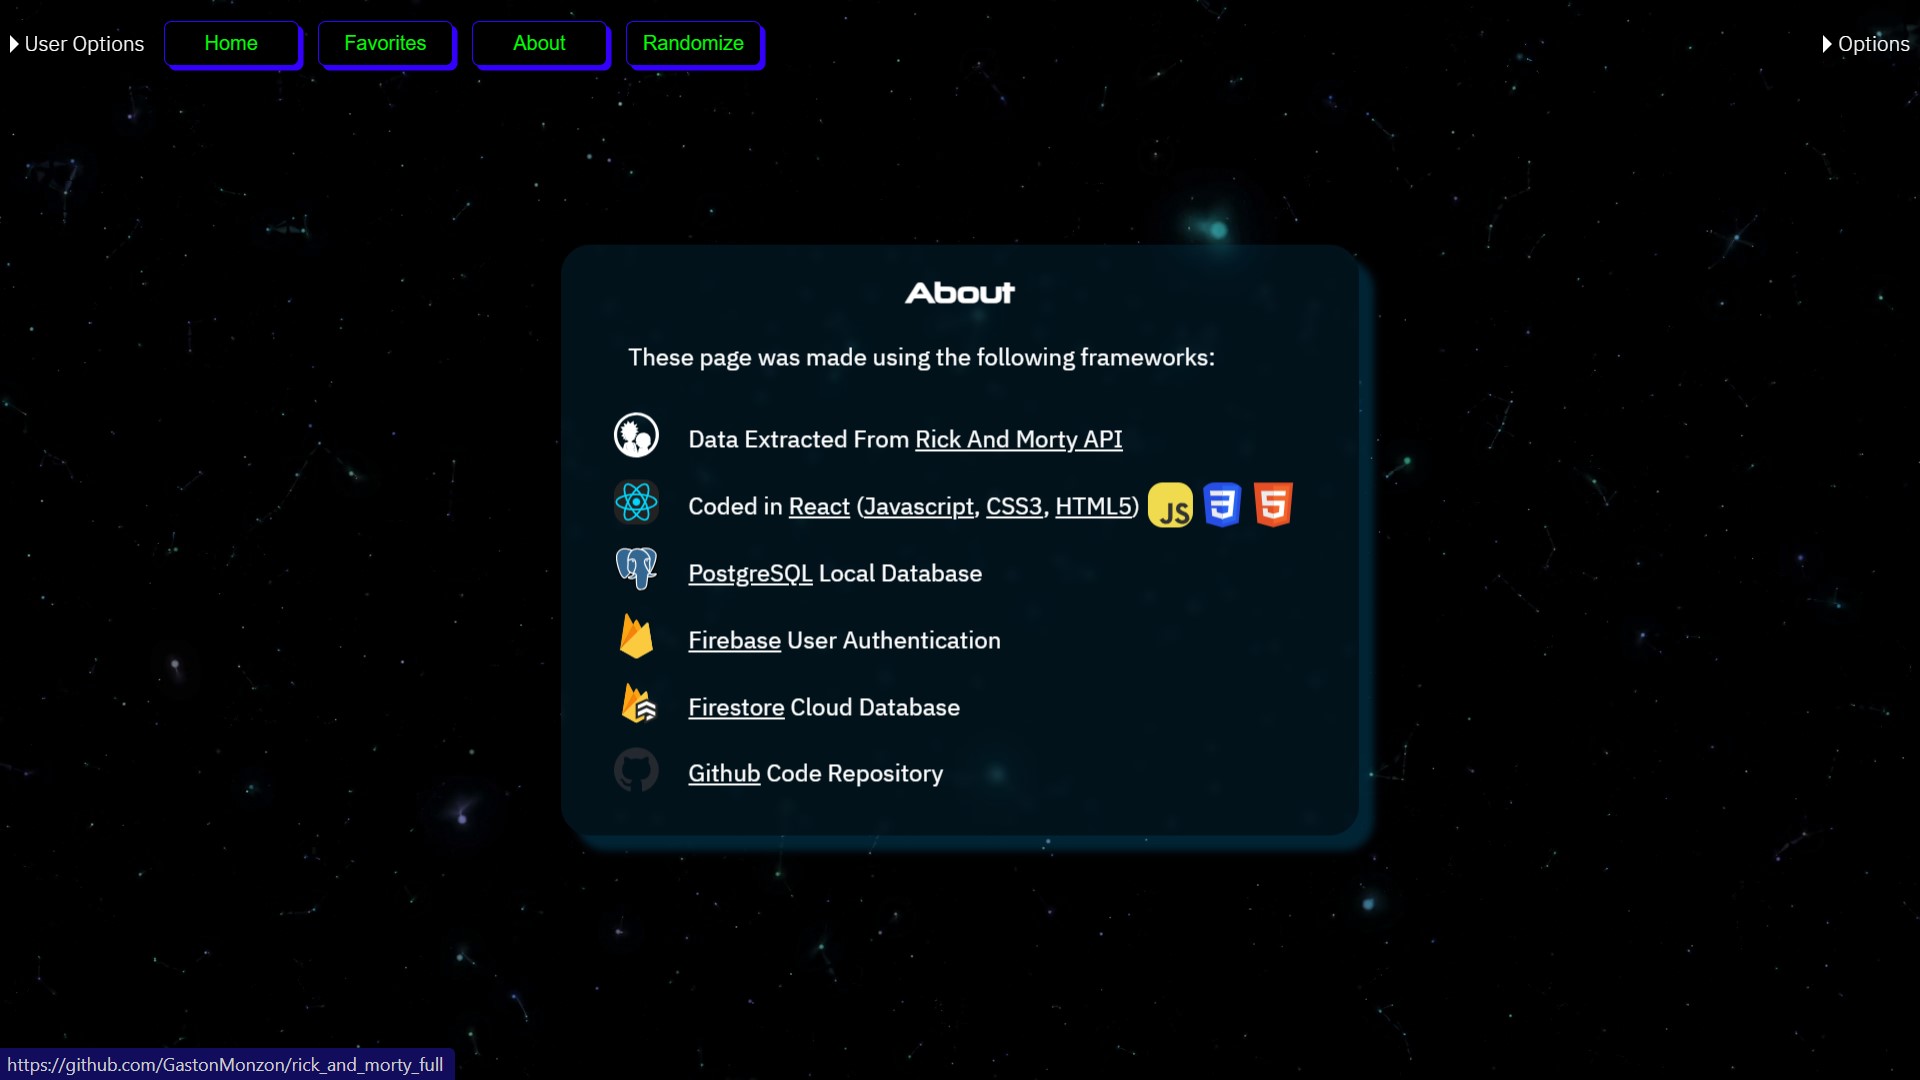 User Options
Home
Favorites
About
Randomize
Options
About
These page was made using the following frameworks:
Data Extracted From Rick And Morty API
Coded in React (Javascript, CSS3, HTML5) JS 3 5
PostgreSQL Local Database
Firebase User Authentication
Firestore Cloud Database
Github Code Repository
https://github.com/GastonMonzon/rick_and_morty_full